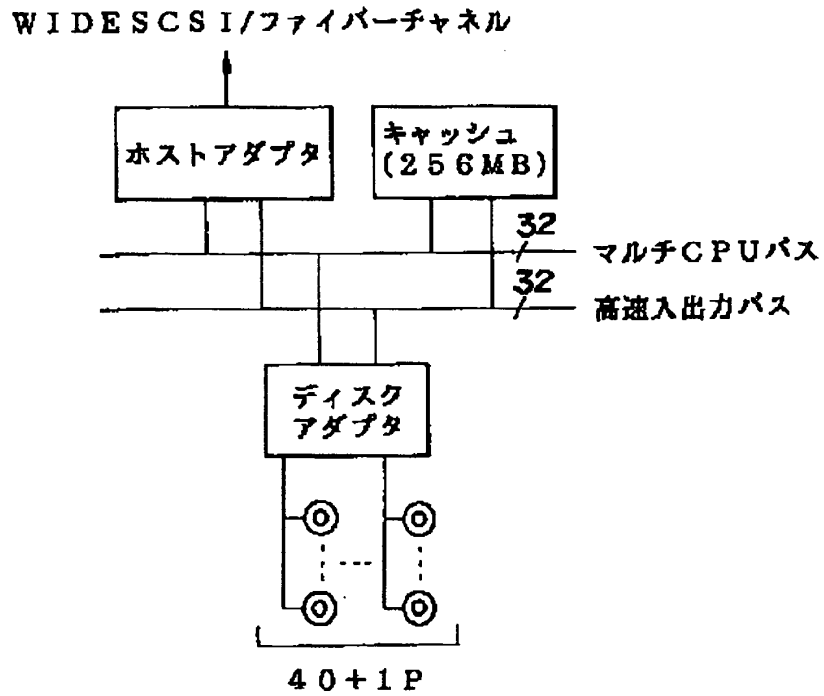 WIDESCSI/ファイバーチャネル
ホストアダプタ
キャッシュ
(256MB)
32
マルチCPUバス
32
高速入出力バス
ディスク
アダプタ
40+1P